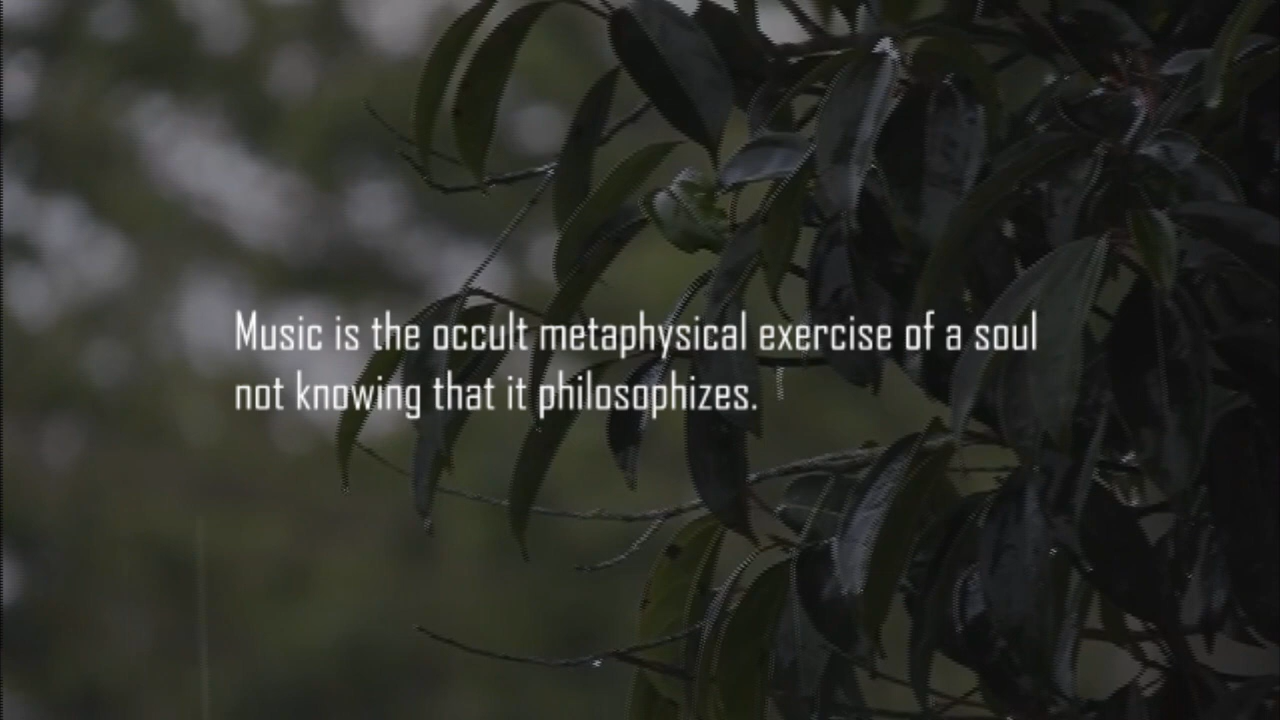 Music is the occult metaphysical exercise of a soul
not knowing that it philosophizes.